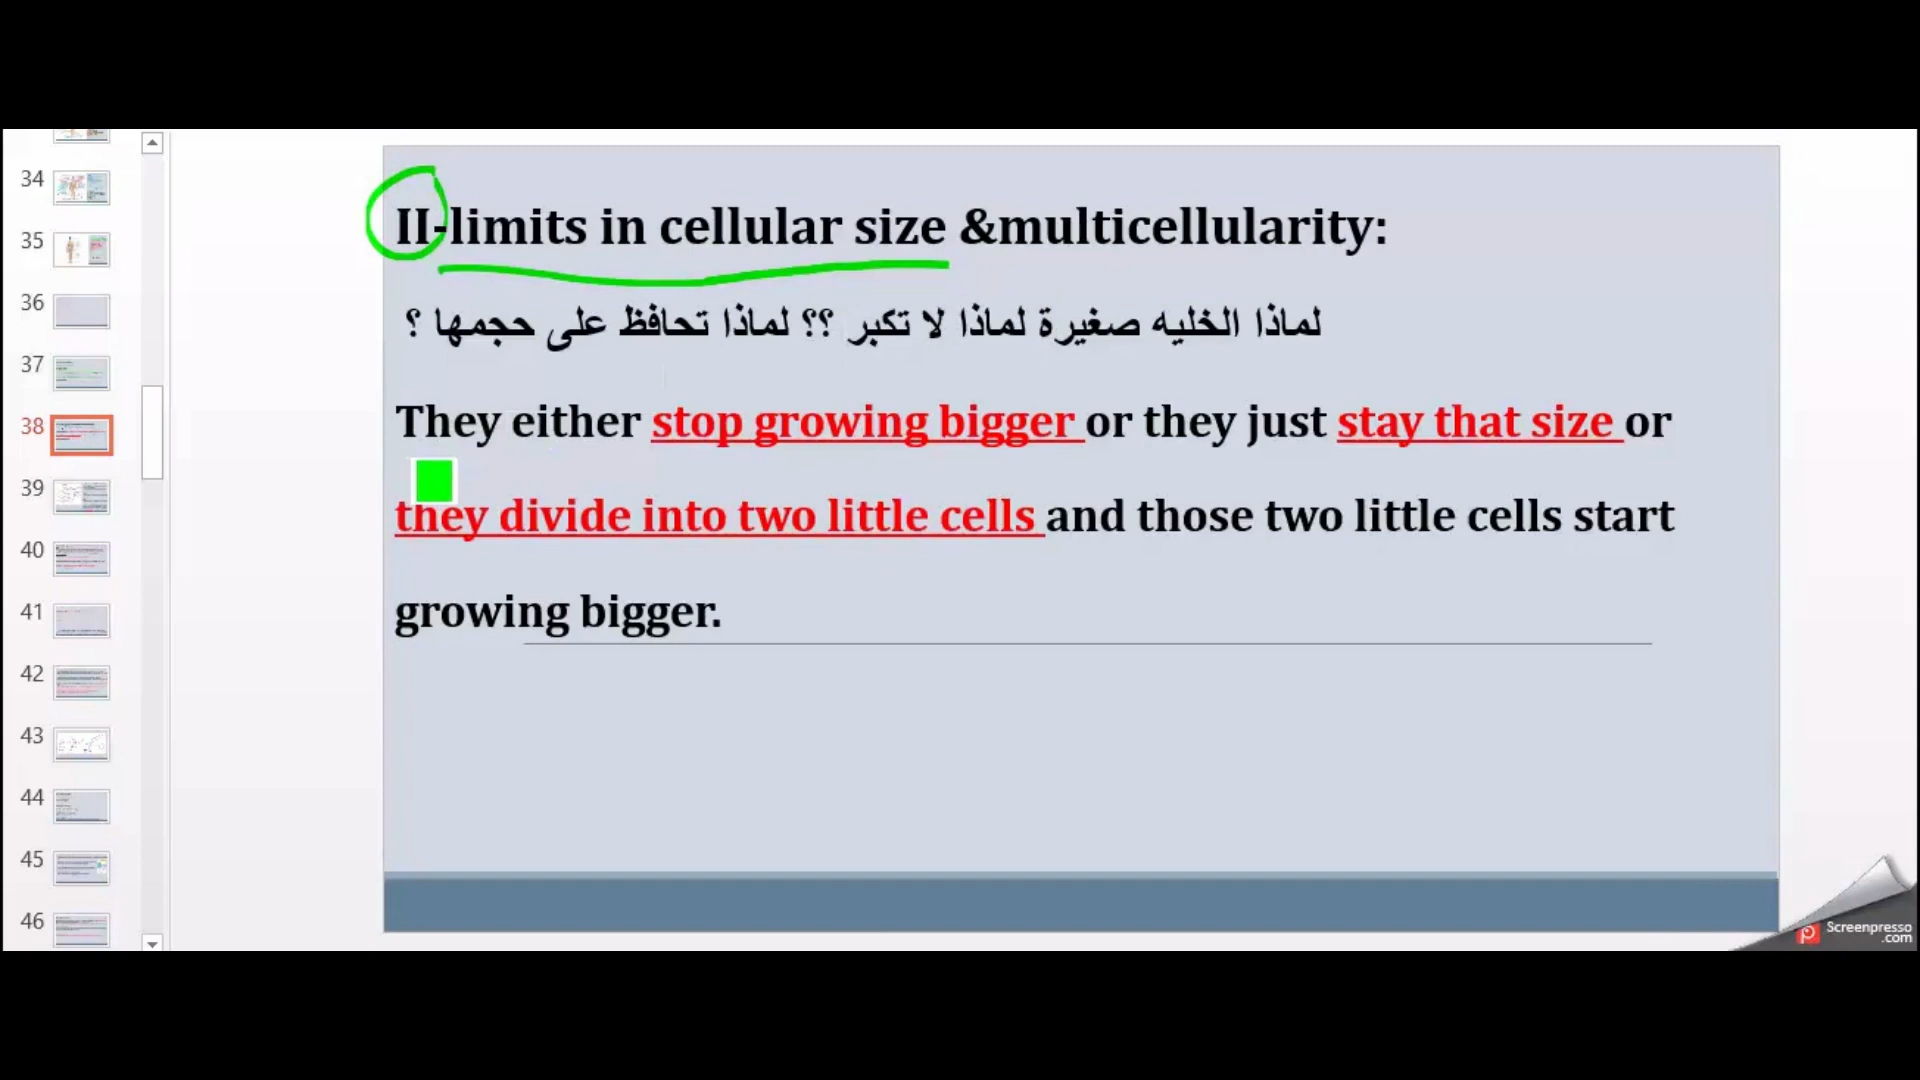 34
35
36
37
38
39
40
41
42
43
44
45
46
II-limits in cellular size &multicellularity:
لماذا الخليه صغيرة لماذا لا تكبر ؟؟ لماذا تحافظ على حجمها ؟
They either stop growing bigger or they just stay that size or
they divide into two little cells and those two little cells start
growing bigger.
Screenpresso
.com